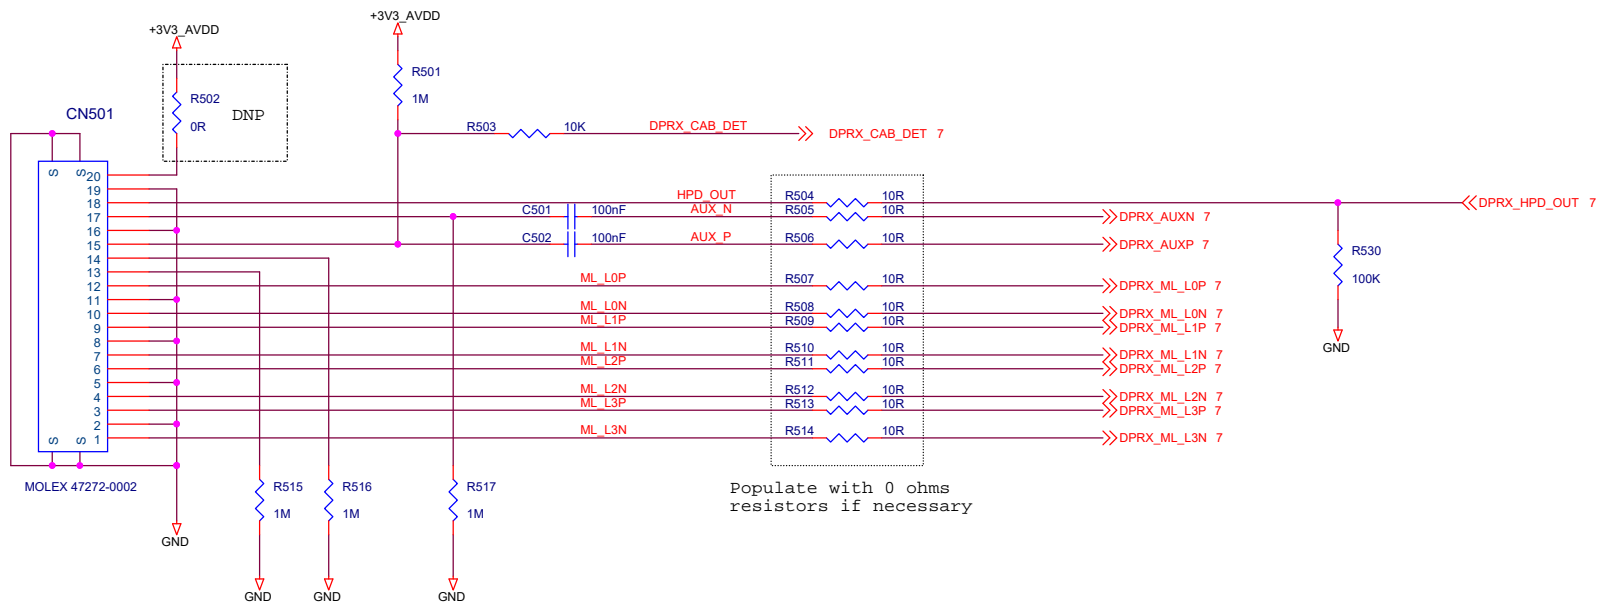 +3V3_AVDD
+3V3_AVDD
R501
1M
R502
0R
DNP
CN501
R503 10K DPRX_CAB_DET DPRX_CAB_DET 7
S S 20
19
18 HPD_OUT R504 10R DPRX_HPD_OUT 7
17 C501 100nF AUX_N R505 10R DPRX_AUXN 7
16
15 C502 100nF AUX_P R506 10R DPRX_AUXP 7
14
13
12 ML_L0P R507 10R DPRX_ML_L0P 7
11
10 ML_L0N R508 10R DPRX_ML_L0N 7
9 ML_L1P R509 10R DPRX_ML_L1P 7
8
7 ML_L1N R510 10R DPRX_ML_L1N 7
6 ML_L2P R511 10R DPRX_ML_L2P 7
5
4 ML_L2N R512 10R DPRX_ML_L2N 7
3 ML_L3P R513 10R DPRX_ML_L3P 7
2
S S 1 ML_L3N R514 10R DPRX_ML_L3N 7
R530
100K
GND
MOLEX 47272-0002
R515
1M
R516
1M
R517
1M
Populate with 0 ohms
resistors if necessary
GND
GND
GND
GND